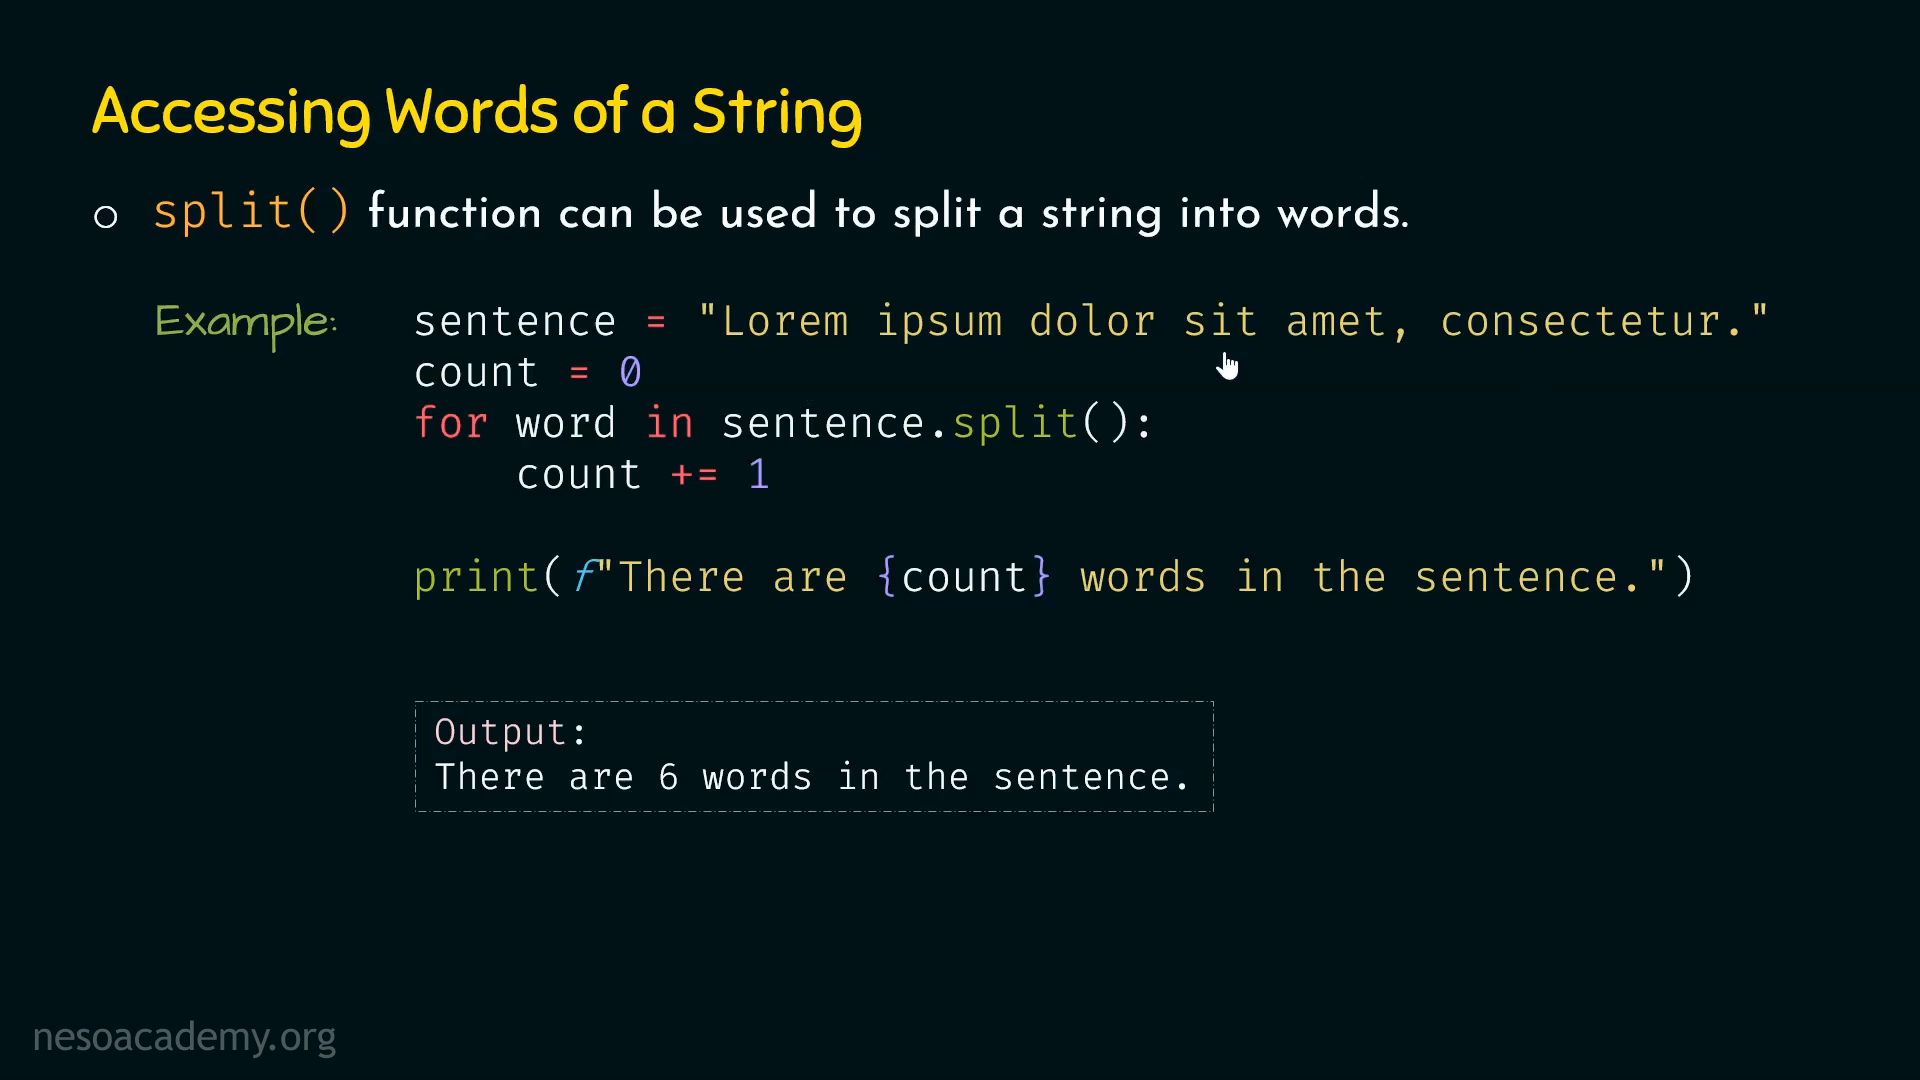 Accessing Words of a String
split() function can be used to split a string into words.
Example: sentence = "Lorem ipsum dolor sit amet, consectetur."
count = 0
for word in sentence.split():
    count += 1
print(f"There are {count} words in the sentence.")
Output:
There are 6 words in the sentence.
nesoacademy.org